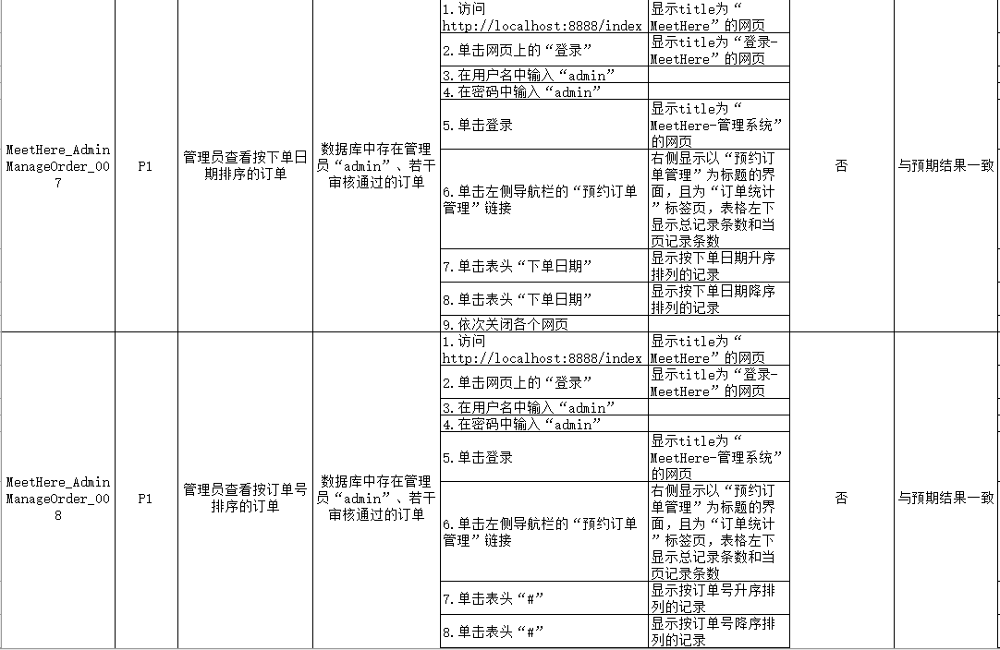 MeetHere_Admin
ManageOrder_00
7
P1
管理员查看按下单日
期排序的订单
数据库中存在管理
员“admin”、若干
审核通过的订单
1.访问
http://localhost:8888/index
显示title为“
MeetHere”的网页
2.单击网页上的“登录”
显示title为“登录-
MeetHere”的网页
3.在用户名中输入“admin”
4.在密码中输入“admin”
5.单击登录
显示title为“
MeetHere-管理系统”
的网页
6.单击左侧导航栏的“预约订单
管理”链接
右侧显示以“预约订
单管理”为标题的界
面，且为“订单统计
”标签页，表格左下
显示总记录条数和当
页记录条数
7.单击表头“下单日期”
显示按下单日期升序
排列的记录
8.单击表头“下单日期”
显示按下单日期降序
排列的记录
9.依次关闭各个网页
否
与预期结果一致
MeetHere_Admin
ManageOrder_00
8
P1
管理员查看按订单号
排序的订单
数据库中存在管理
员“admin”、若干
审核通过的订单
1.访问
http://localhost:8888/index
显示title为“
MeetHere”的网页
2.单击网页上的“登录”
显示title为“登录-
MeetHere”的网页
3.在用户名中输入“admin”
4.在密码中输入“admin”
5.单击登录
显示title为“
MeetHere-管理系统”
的网页
6.单击左侧导航栏的“预约订单
管理”链接
右侧显示以“预约订
单管理”为标题的界
面，且为“订单统计
”标签页，表格左下
显示总记录条数和当
页记录条数
7.单击表头“#”
显示按订单号升序排
列的记录
8.单击表头“#”
显示按订单号降序排
列的记录
否
与预期结果一致